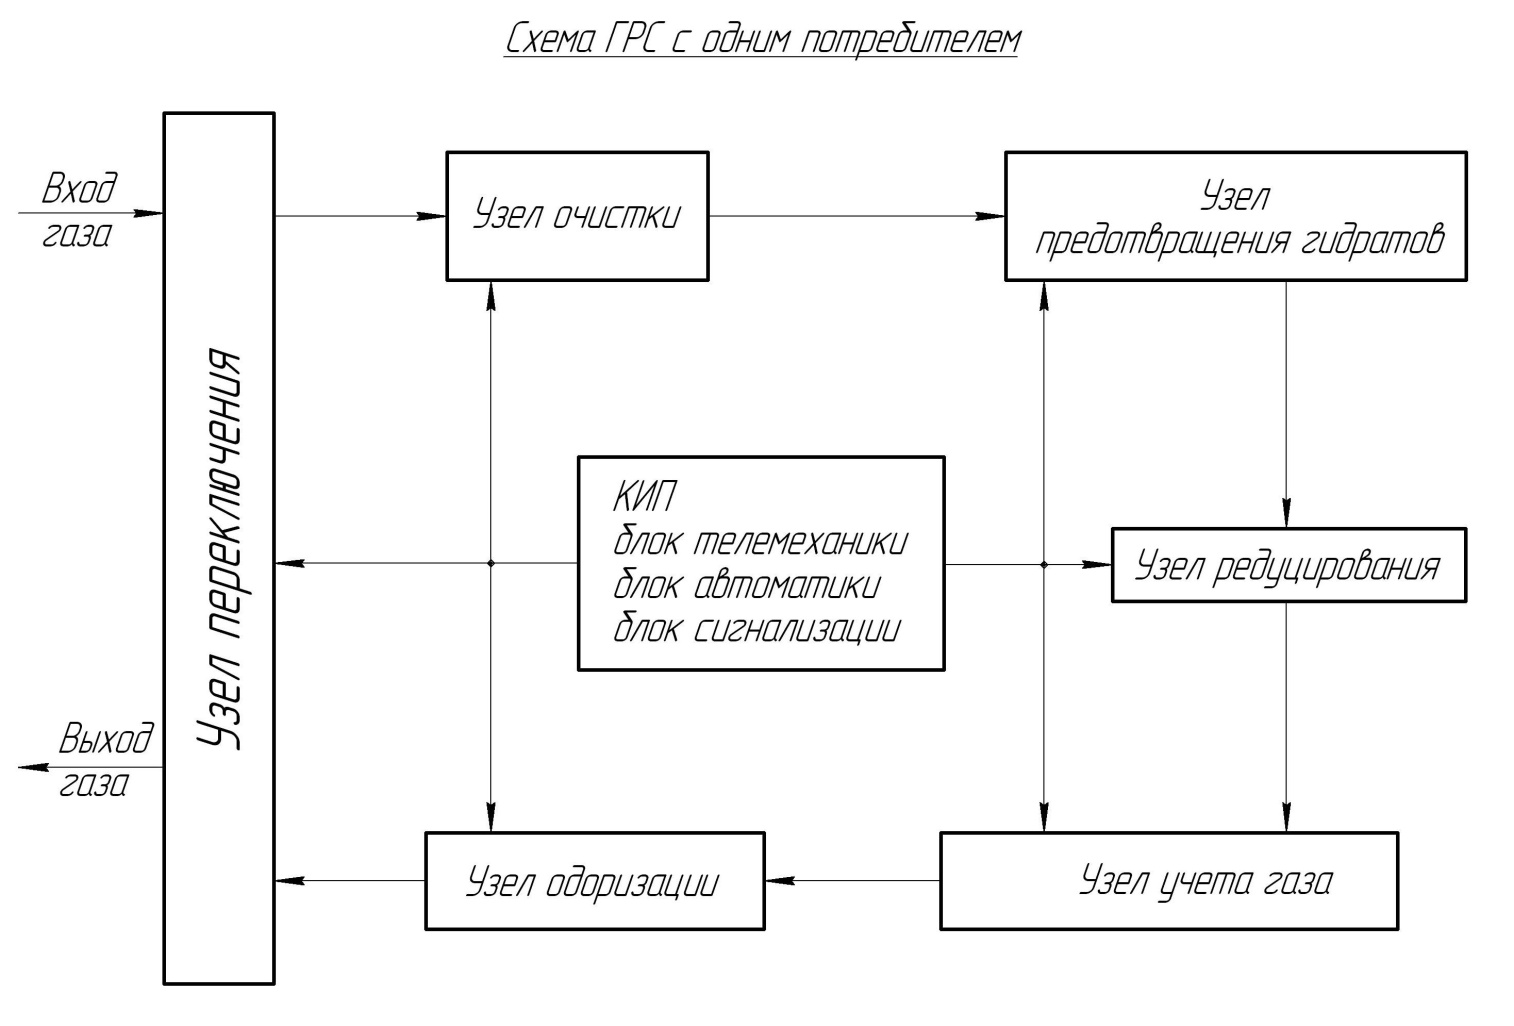 Схема ГРС с одним потребителем
Вход
газа
Узел очистки
Узел
предотвращения гидратов
Узел переключения
КИП
блок телемеханики
блок автоматики
блок сигнализации
Узел редуцирования
Выход
газа
Узел одоризации
Узел учета газа